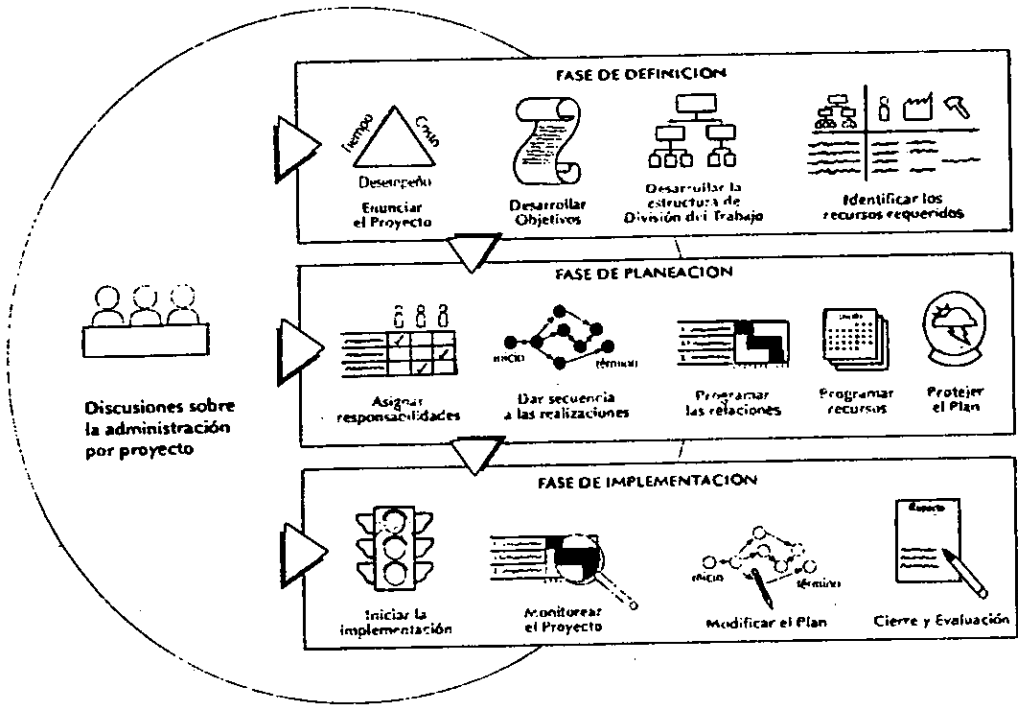 FASE DE DEFINICION
Tiempo
Costo
Desempeño
Enunciar
el Proyecto
Desarrollar
Objetivos
Desarrollar la
estructura de
División del Trabajo
Identificar los
recursos requeridos
FASE DE PLANEACION
Asignar
responsabilidades
inicio
término
Dar secuencia
a las realizaciones
Programar
las relaciones
Programar
recursos
Protejer
el Plan
Discusiones sobre
la administración
por proyecto
FASE DE IMPLEMENTACION
Iniciar la
implementación
Monitorear
el Proyecto
inicio
término
Modificar el Plan
Cierre y Evaluación